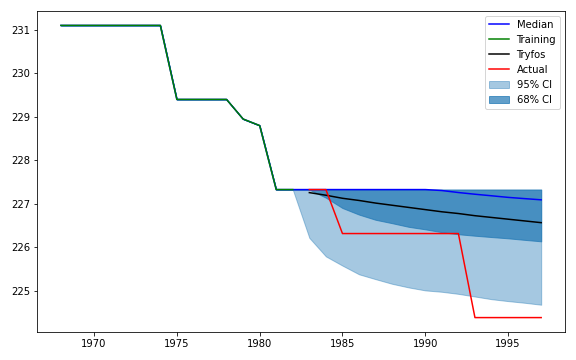 231
230
229
228
227
226
225
1970
1975
1980
1985
1990
1995
Median
Training
Tryfos
Actual
95% CI
68% CI